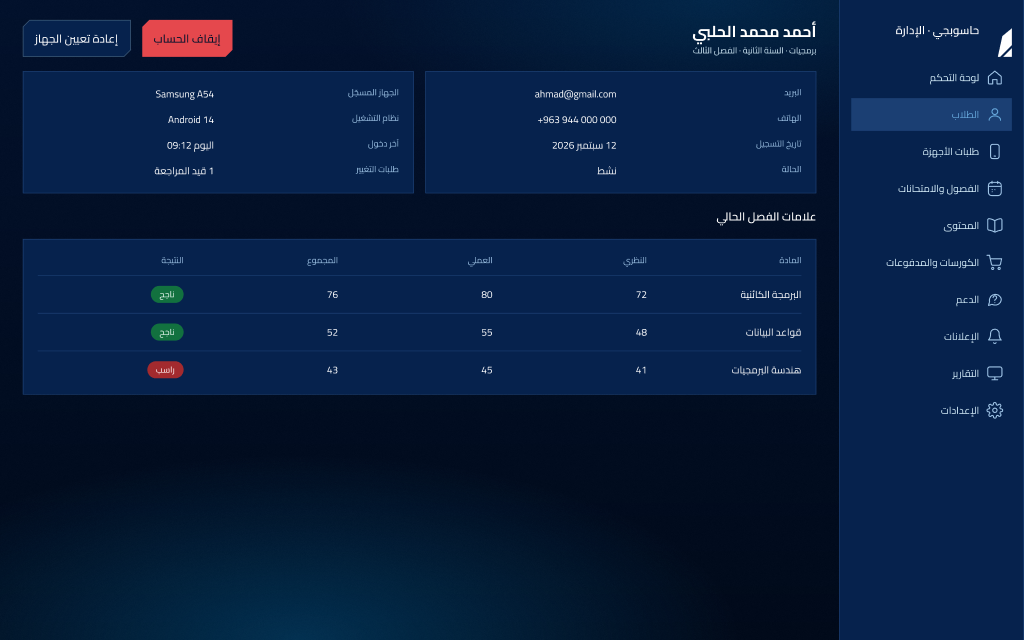 حاسوبجي · الإدارة
لوحة التحكم
الطلاب
طلبات الأجهزة
الفصول والامتحانات
المحتوى
الكورسات والمدفوعات
الدعم
الإعلانات
التقارير
الإعدادات
أحمد محمد الحلبي
برمجيات · السنة الثانية · الفصل الثالث
إيقاف الحساب
إعادة تعيين الجهاز
البريد ahmad@gmail.com
الهاتف +963 944 000 000
تاريخ التسجيل 12 سبتمبر 2026
الحالة نشط
الجهاز المسجّل Samsung A54
نظام التشغيل Android 14
آخر دخول اليوم 09:12
طلبات التغيير 1 قيد المراجعة
علامات الفصل الحالي
المادة النظري العملي المجموع النتيجة
البرمجة الكائنية 72 80 76 ناجح
قواعد البيانات 48 55 52 ناجح
هندسة البرمجيات 41 45 43 راسب